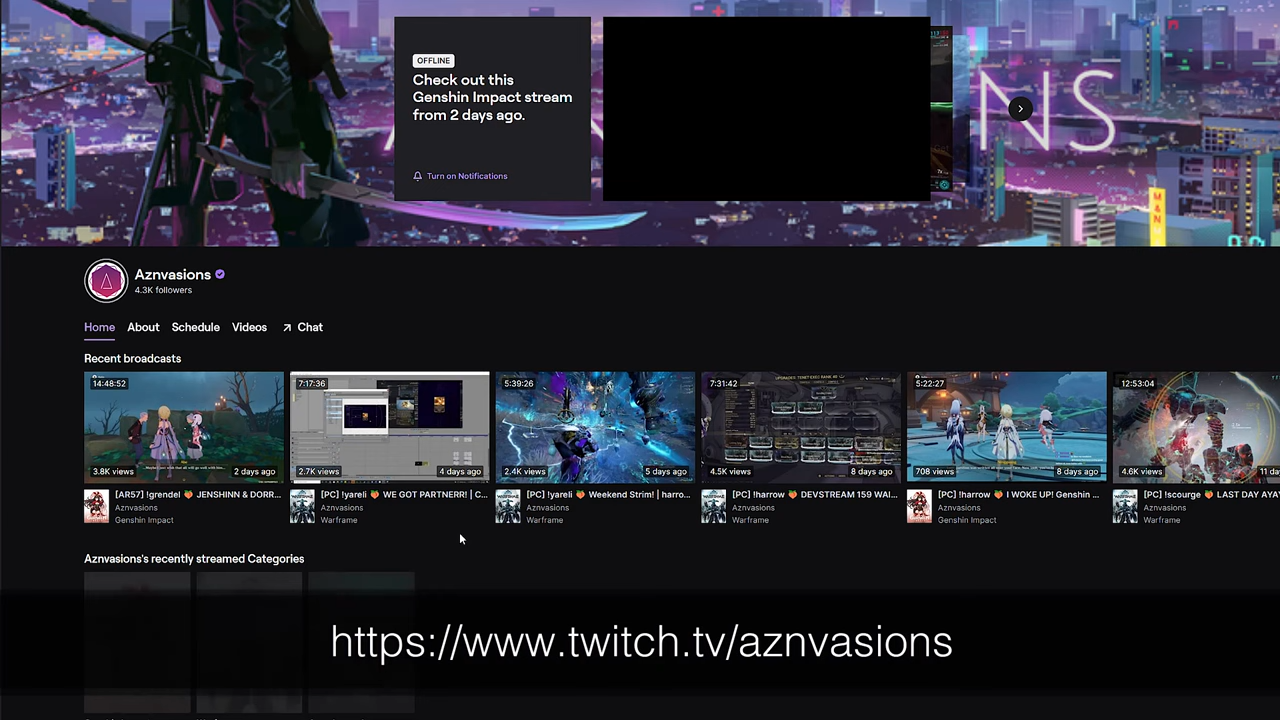 OFFLINE
Check out this
Genshin Impact stream
from 2 days ago.
Turn on Notifications
NS
Aznvasions
4.3K followers
Home About Schedule Videos Chat
Recent broadcasts
14:48:52 7:17:36 5:39:26 7:31:42 5:22:27 12:53:04
3.8K views 2 days ago 2.7K views 4 days ago 2.4K views 5 days ago 4.5K views 8 days ago 708 views 8 days ago 4.6K views 11 da
[AR57] !grendel 🍑 JENSHINN & DORR... [PC] !yareli 🍑 WE GOT PARTNERR! | C... [PC] !yareli 🍑 Weekend Strim! | harro... [PC] !harrow 🍑 DEVSTREAM 159 WAI... [PC] !harrow 🍑 I WOKE UP! Genshin ... [PC] !scourge 🍑 LAST DAY AYA
Aznvasions Aznvasions Aznvasions Aznvasions Aznvasions Aznvasions
Genshin Impact Warframe Warframe Warframe Genshin Impact Warframe
Aznvasions's recently streamed Categories
https://www.twitch.tv/aznvasions